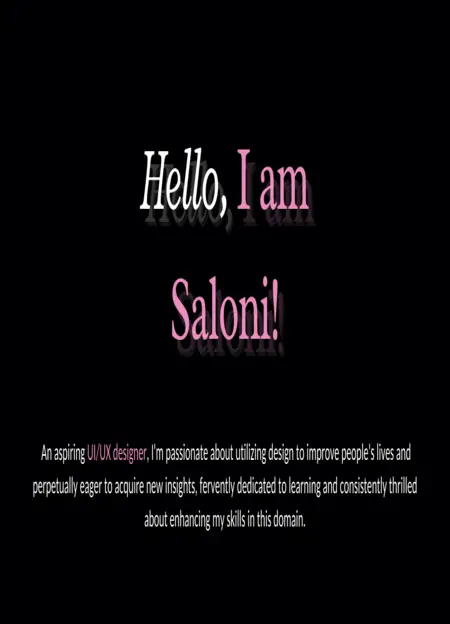 Hello, I am
Saloni!
An aspiring UI/UX designer, I'm passionate about utilizing design to improve people's lives and
perpetually eager to acquire new insights, fervently dedicated to learning and consistently thrilled
about enhancing my skills in this domain.